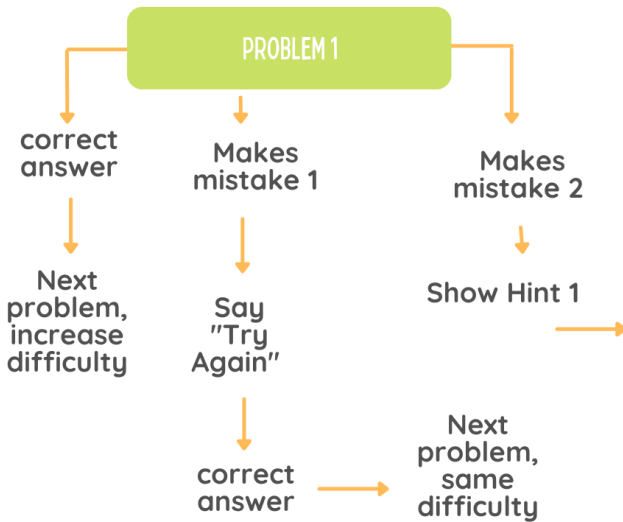 PROBLEM 1
correct
answer
Makes
mistake 1
Makes
mistake 2
Next
problem,
increase
difficulty
Say
"Try
Again"
Show Hint 1
correct
answer
Next
problem,
same
difficulty